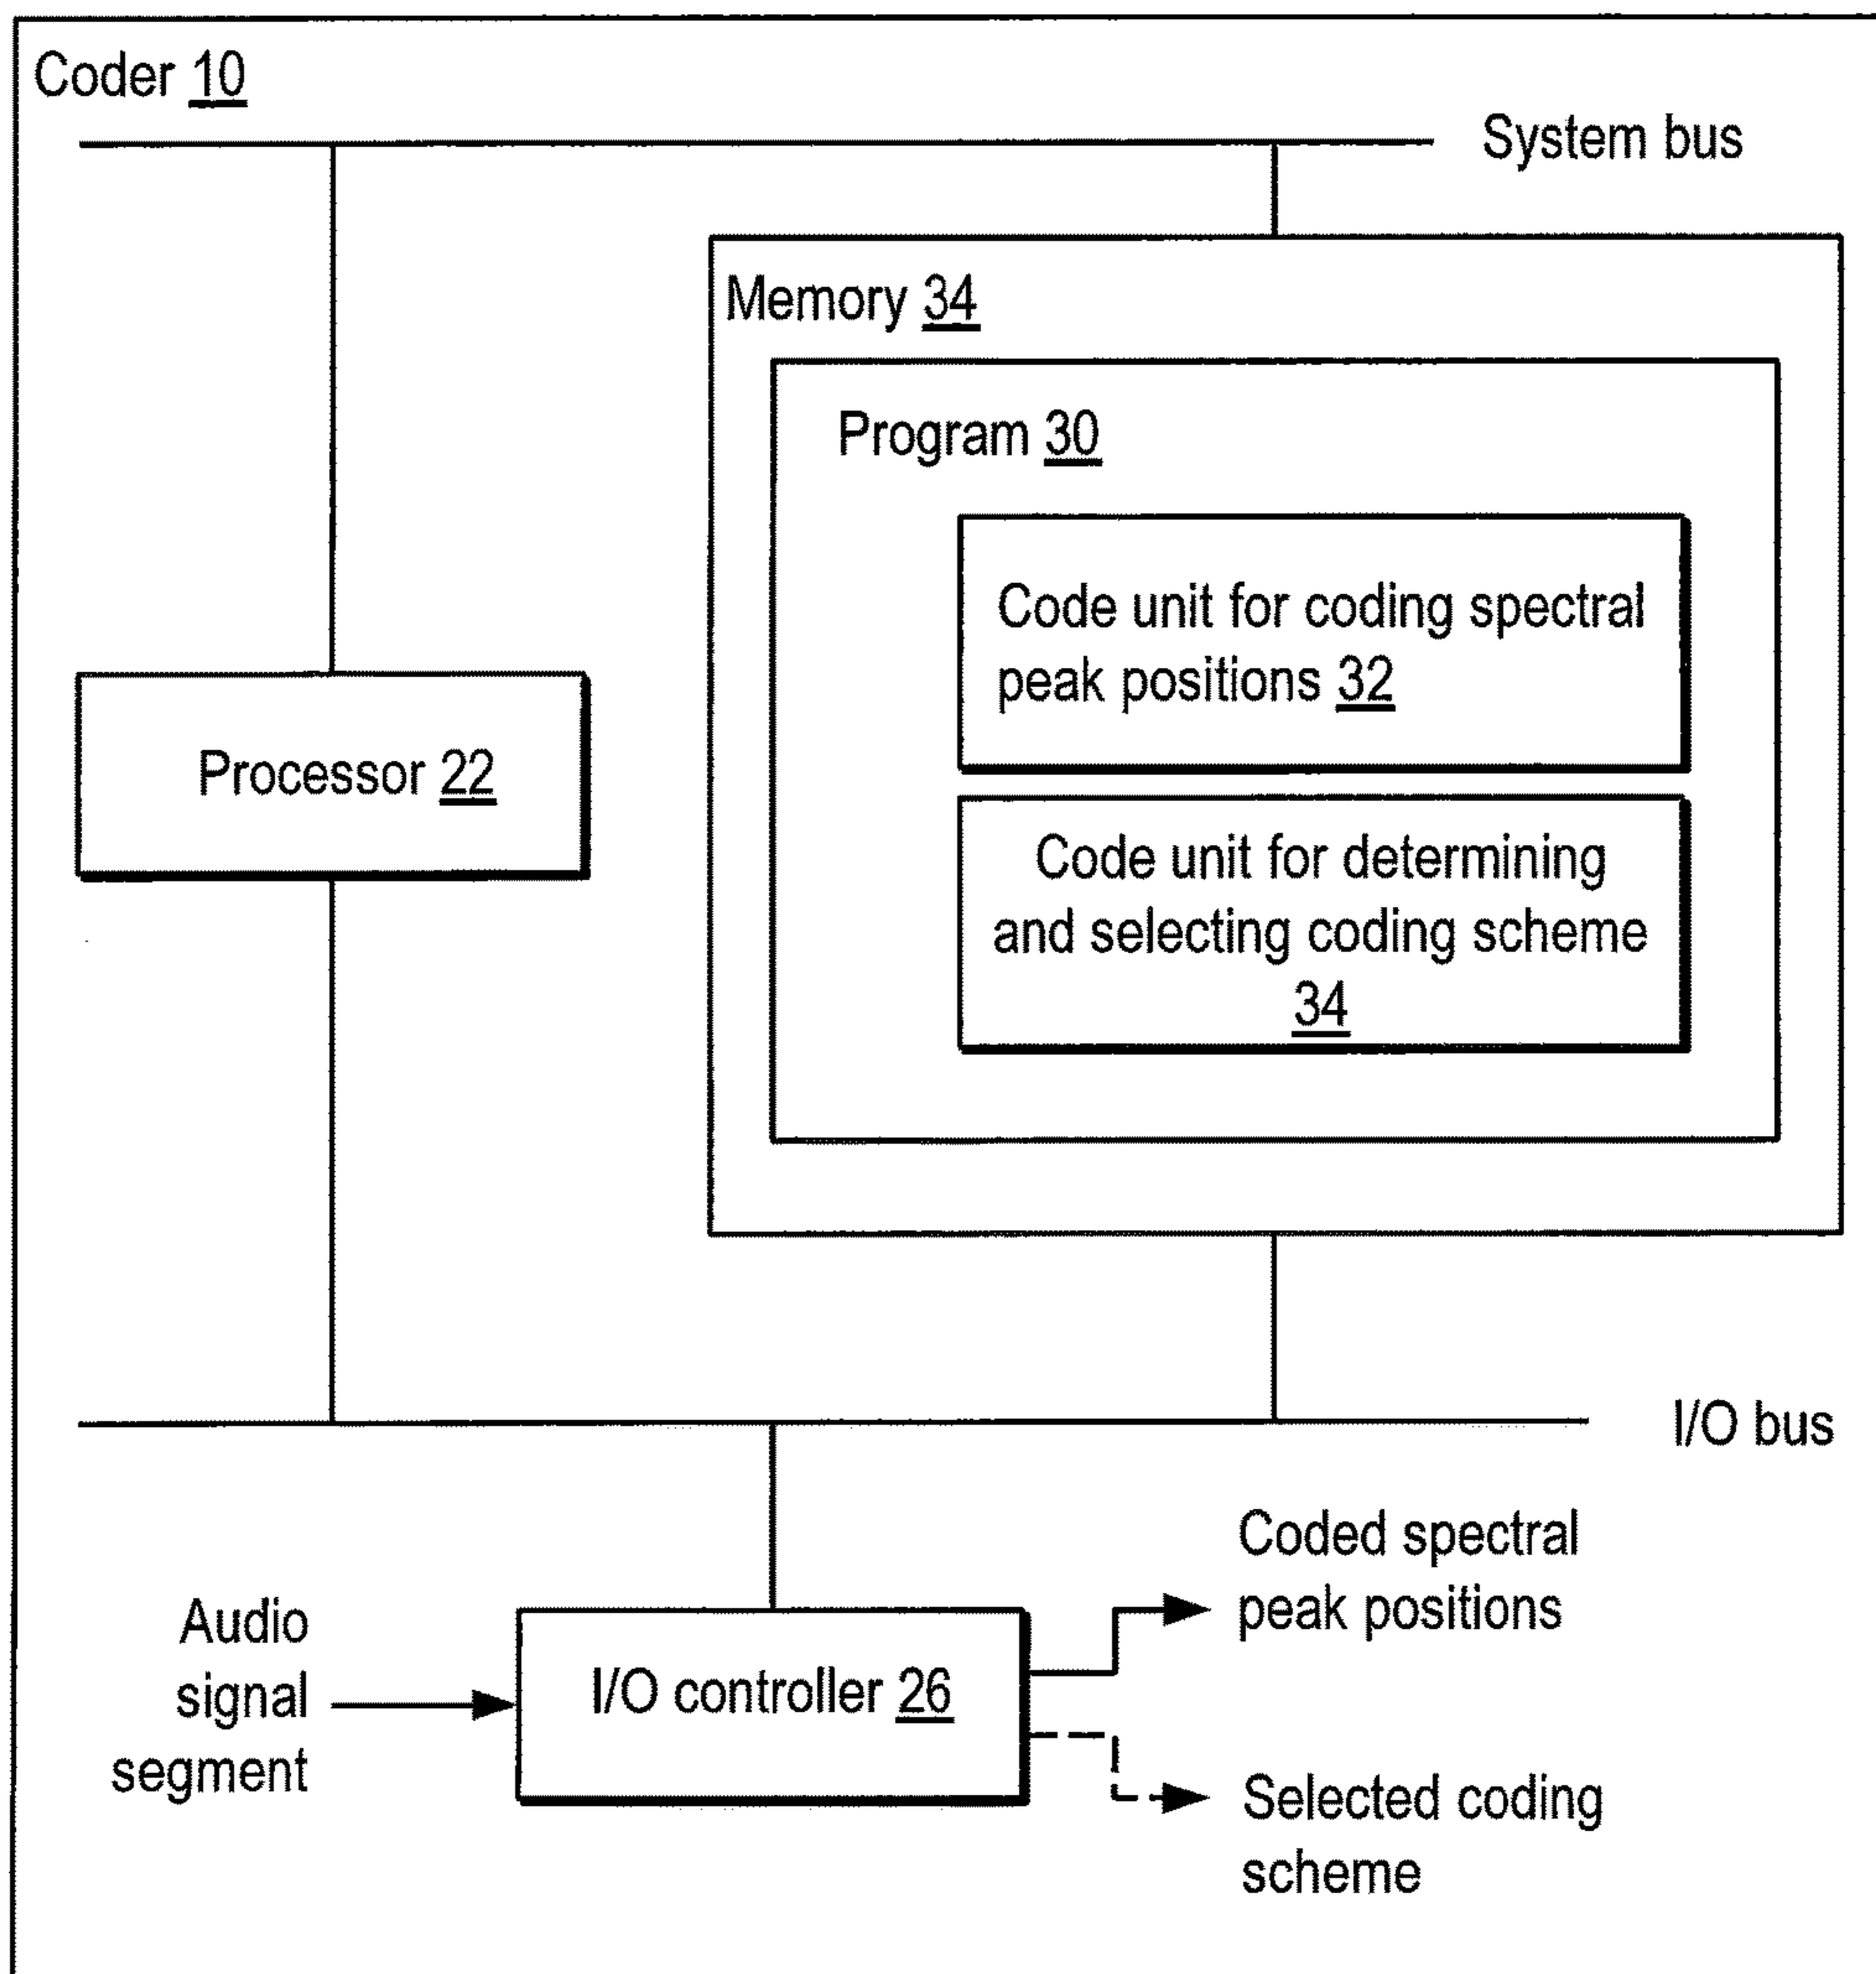 Coder 10
System bus
Memory 34
Program 30
Code unit for coding spectral
peak positions 32
Processor 22
Code unit for determining
and selecting coding scheme
34
I/O bus
Coded spectral
peak positions
Audio
signal
segment
I/O controller 26
Selected coding
scheme